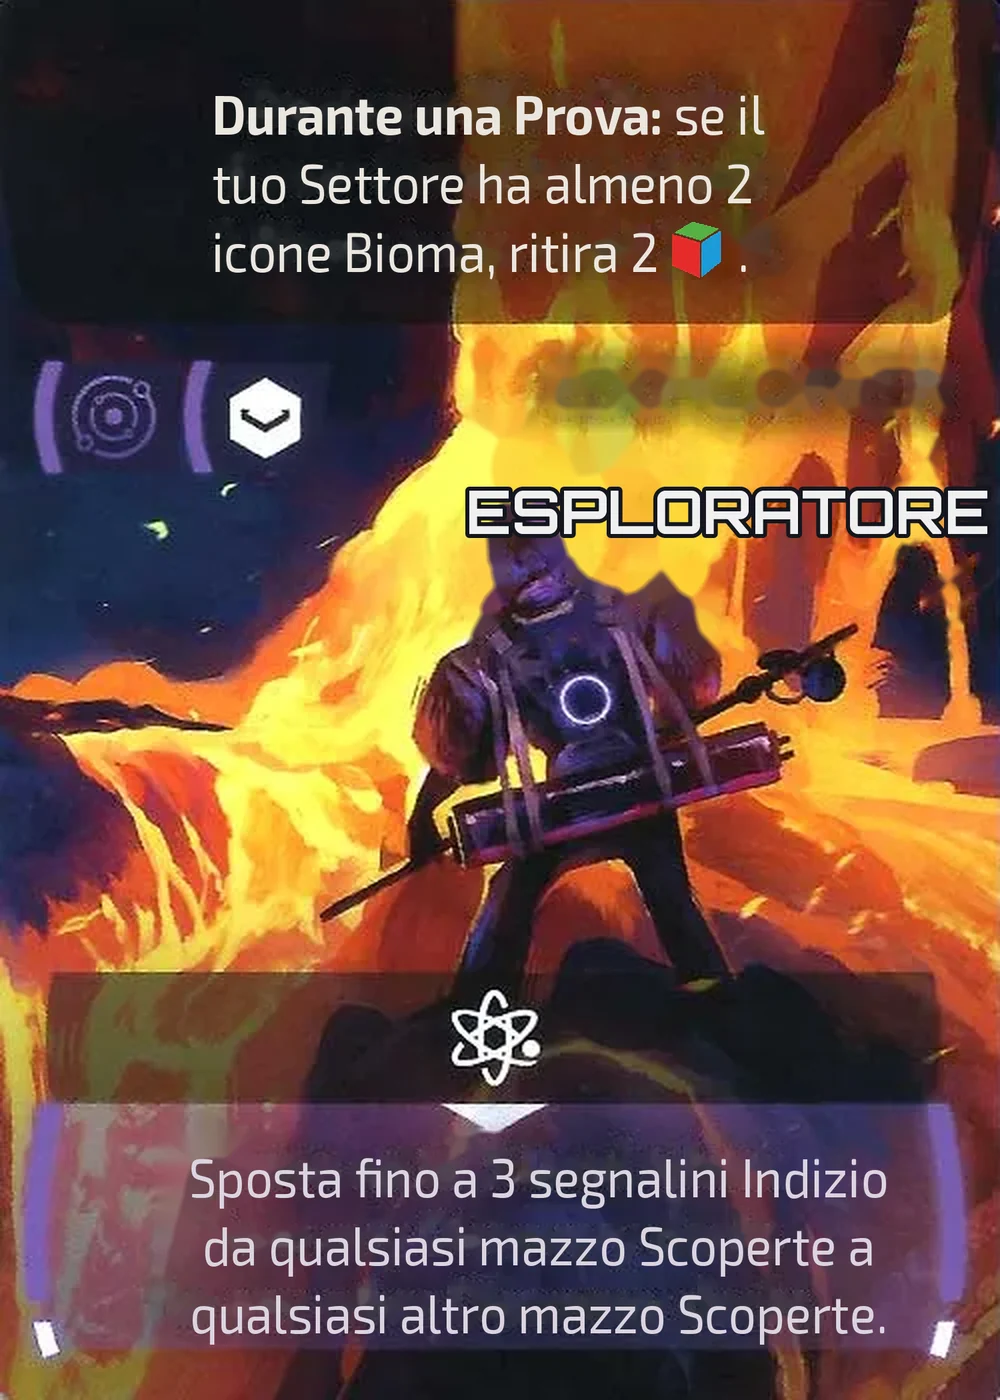 Durante una Prova: se il
tuo Settore ha almeno 2
icone Bioma, ritira 2 .
ESPLORATORE
Sposta fino a 3 segnalini Indizio
da qualsiasi mazzo Scoperte a
qualsiasi altro mazzo Scoperte.